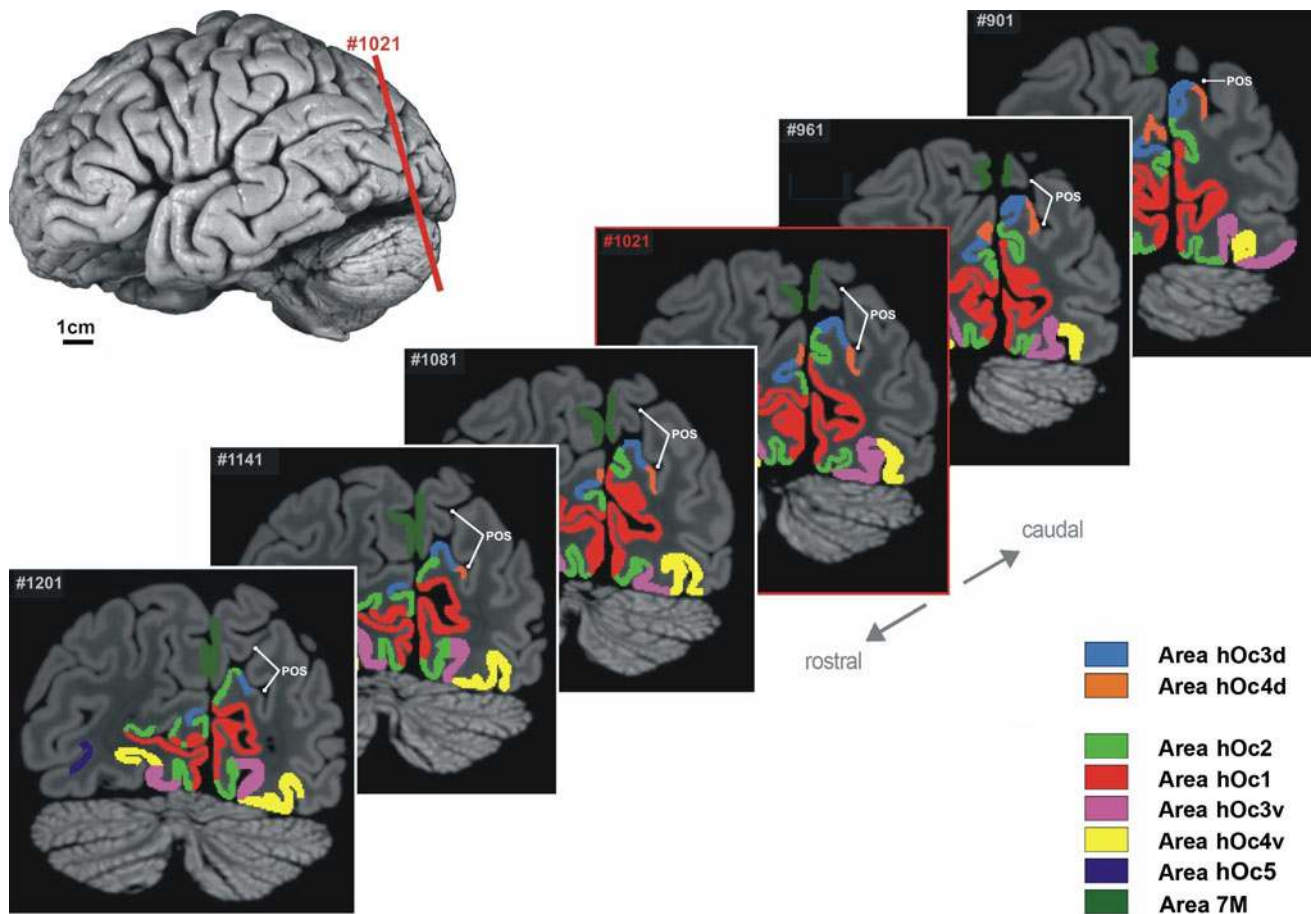 #1021
1cm
#901
POS
#961
POS
#1021
POS
#1081
POS
#1141
POS
#1201
POS
caudal
rostral
Area hOc3d
Area hOc4d
Area hOc2
Area hOc1
Area hOc3v
Area hOc4v
Area hOc5
Area 7M